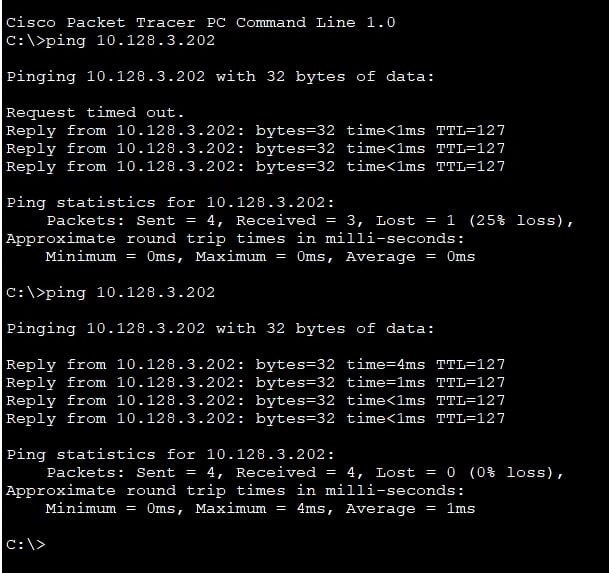 Cisco Packet Tracer PC Command Line 1.0
C:\>ping 10.128.3.202
Pinging 10.128.3.202 with 32 bytes of data:
Request timed out.
Reply from 10.128.3.202: bytes=32 time<1ms TTL=127
Reply from 10.128.3.202: bytes=32 time<1ms TTL=127
Reply from 10.128.3.202: bytes=32 time<1ms TTL=127
Ping statistics for 10.128.3.202:
    Packets: Sent = 4, Received = 3, Lost = 1 (25% loss),
Approximate round trip times in milli-seconds:
    Minimum = 0ms, Maximum = 0ms, Average = 0ms
C:\>ping 10.128.3.202
Pinging 10.128.3.202 with 32 bytes of data:
Reply from 10.128.3.202: bytes=32 time=4ms TTL=127
Reply from 10.128.3.202: bytes=32 time=1ms TTL=127
Reply from 10.128.3.202: bytes=32 time<1ms TTL=127
Reply from 10.128.3.202: bytes=32 time<1ms TTL=127
Ping statistics for 10.128.3.202:
    Packets: Sent = 4, Received = 4, Lost = 0 (0% loss),
Approximate round trip times in milli-seconds:
    Minimum = 0ms, Maximum = 4ms, Average = 1ms
C:\>